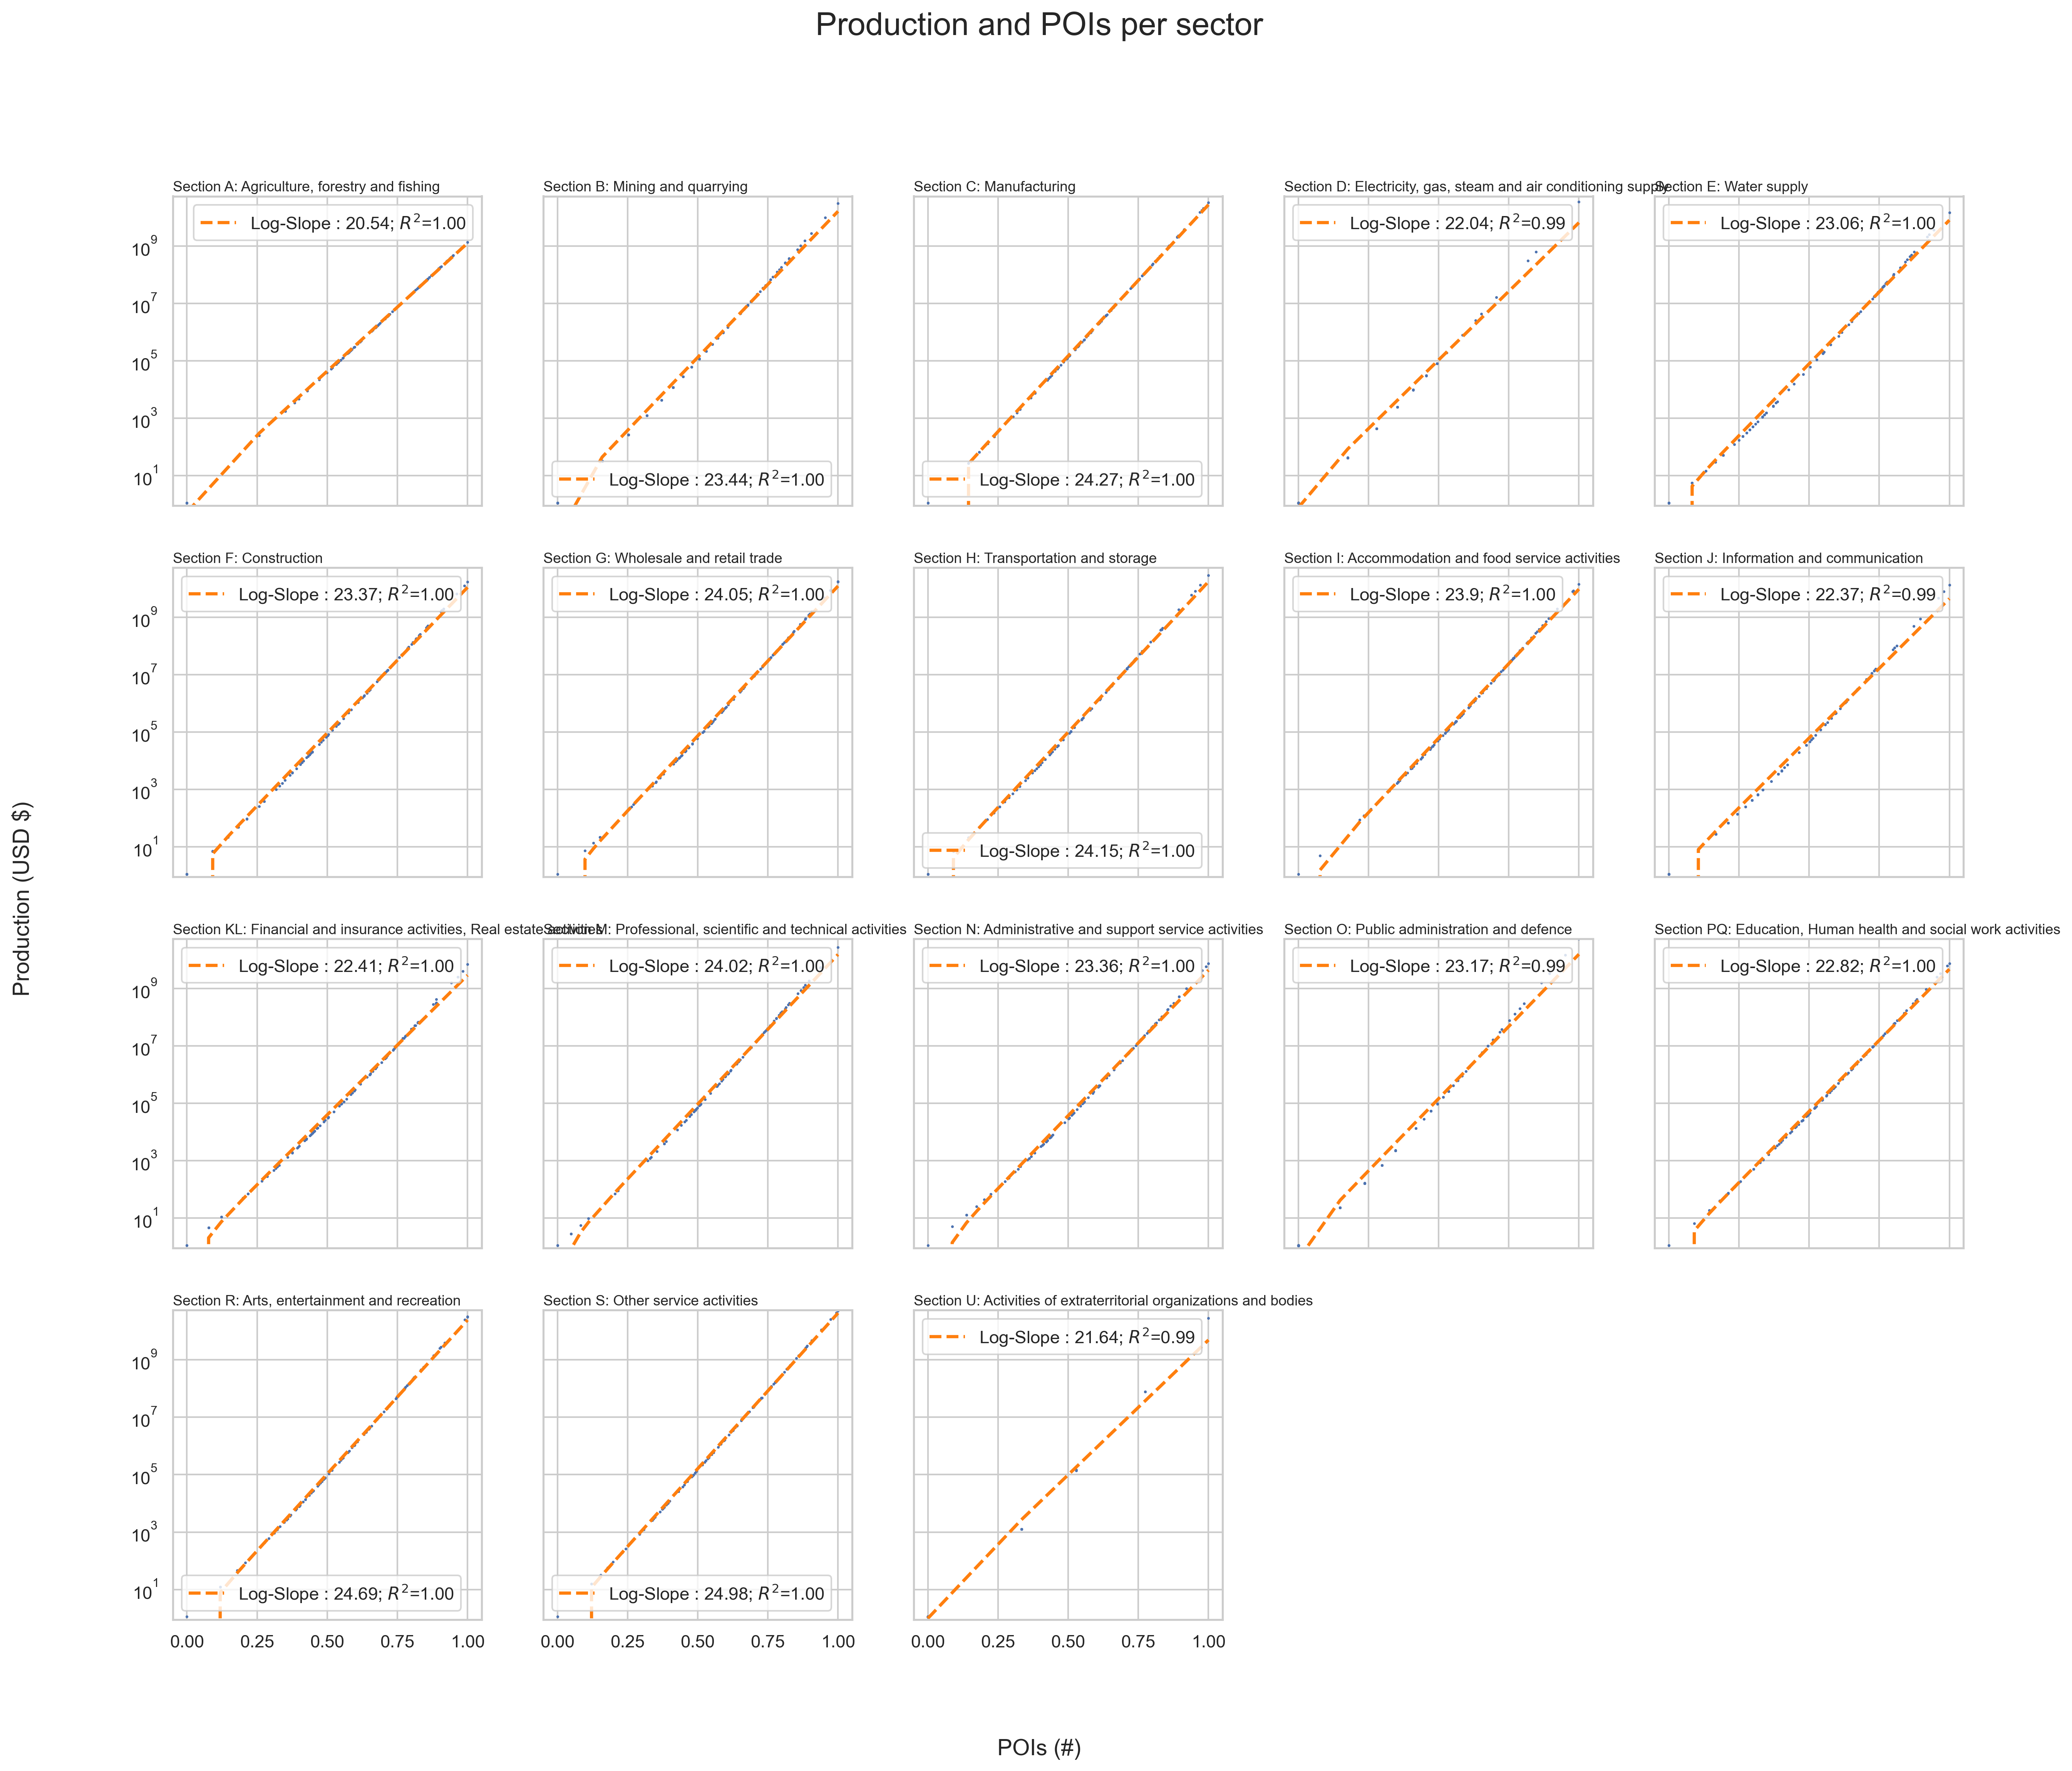 Production and POIs per sector
Section A: Agriculture, forestry and fishing
Log-Slope : 20.54; R²=1.00
10⁹
10⁷
10⁵
10³
10¹
Section B: Mining and quarrying
Log-Slope : 23.44; R²=1.00
Section C: Manufacturing
Log-Slope : 24.27; R²=1.00
Section D: Electricity, gas, steam and air conditioning supply
Log-Slope : 22.04; R²=0.99
Section E: Water supply
Log-Slope : 23.06; R²=1.00
Section F: Construction
Log-Slope : 23.37; R²=1.00
10⁹
10⁷
10⁵
10³
10¹
Section G: Wholesale and retail trade
Log-Slope : 24.05; R²=1.00
Section H: Transportation and storage
Log-Slope : 24.15; R²=1.00
Section I: Accommodation and food service activities
Log-Slope : 23.9; R²=1.00
Section J: Information and communication
Log-Slope : 22.37; R²=0.99
Section KL: Financial and insurance activities, Real estate activities
Log-Slope : 22.41; R²=1.00
10⁹
10⁷
10⁵
10³
10¹
Section M: Professional, scientific and technical activities
Log-Slope : 24.02; R²=1.00
Section N: Administrative and support service activities
Log-Slope : 23.36; R²=1.00
Section O: Public administration and defence
Log-Slope : 23.17; R²=0.99
Section PQ: Education, Human health and social work activities
Log-Slope : 22.82; R²=1.00
Section R: Arts, entertainment and recreation
Log-Slope : 24.69; R²=1.00
10⁹
10⁷
10⁵
10³
10¹
0.00 0.25 0.50 0.75 1.00
Section S: Other service activities
Log-Slope : 24.98; R²=1.00
0.00 0.25 0.50 0.75 1.00
Section U: Activities of extraterritorial organizations and bodies
Log-Slope : 21.64; R²=0.99
0.00 0.25 0.50 0.75 1.00
Production (USD $)
POIs (#)